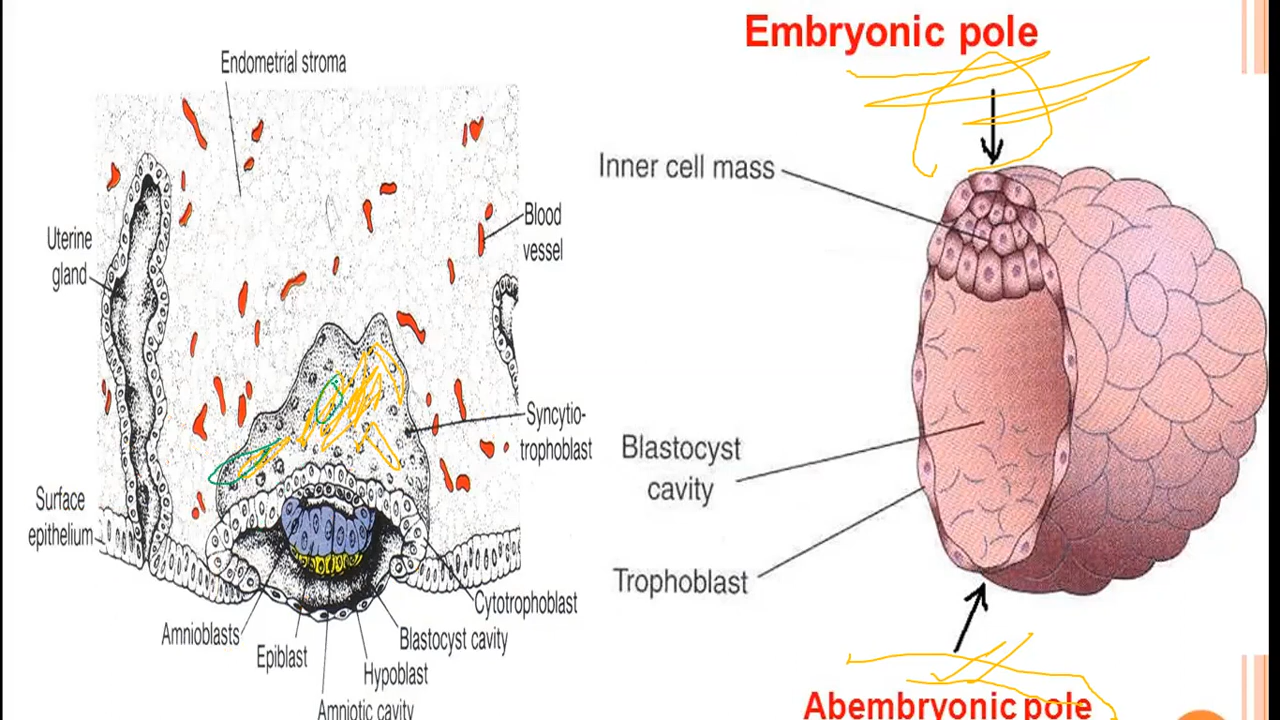 Embryonic pole
Endometrial stroma
Inner cell mass
Blood
vessel
Uterine
gland
Syncytio-
trophoblast
Blastocyst
cavity
Surface
epithelium
Trophoblast
Cytotrophoblast
Amnioblasts
Blastocyst cavity
Epiblast
Hypoblast
Amniotic cavity
Abembryonic pole